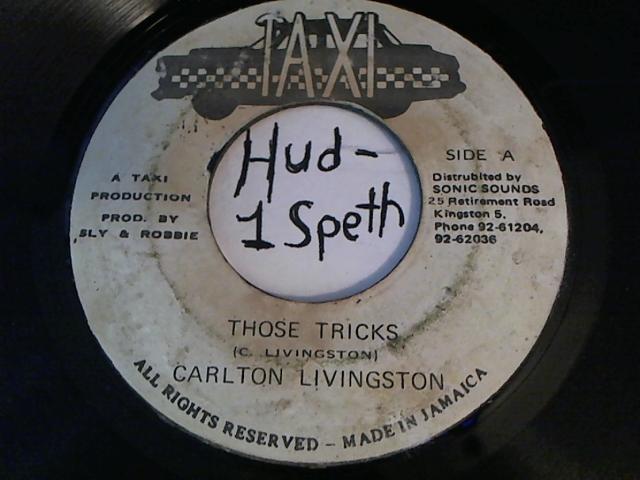 TAXI
Hud-
1 Speth
A TAXI
PRODUCTION
PROD. BY
SLY & ROBBIE
SIDE A
Distrubited by
SONIC SOUNDS
25 Retirement Road
Kingston 5.
Phone 92-61204,
92-62036
THOSE TRICKS
(C. LIVINGSTON)
CARLTON LIVINGSTON
ALL RIGHTS RESERVED – MADE IN JAMAICA